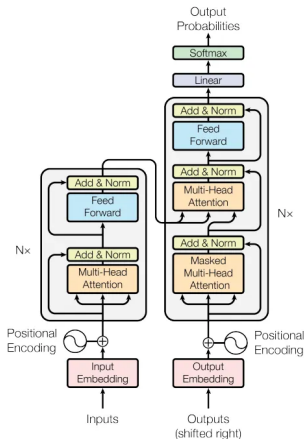 Output
Probabilities
Softmax
Linear
Add & Norm
Feed
Forward
Add & Norm
Multi-Head
Attention
Add & Norm
Masked
Multi-Head
Attention
N×
Positional
Encoding
Output
Embedding
Outputs
(shifted right)
Add & Norm
Feed
Forward
N×
Add & Norm
Multi-Head
Attention
Positional
Encoding
Input
Embedding
Inputs